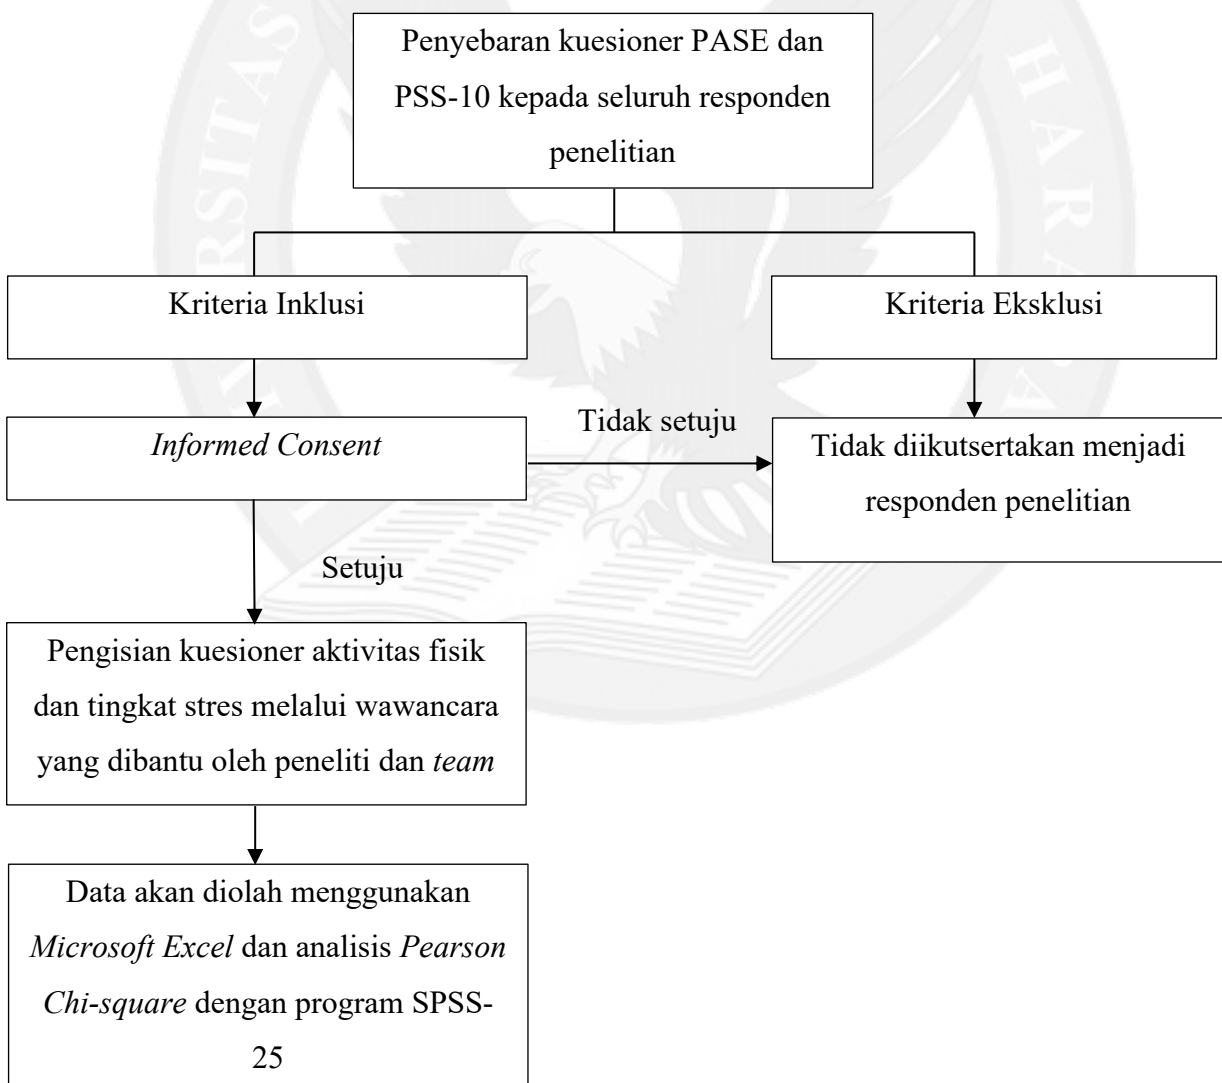 Penyebaran kuesioner PASE dan
PSS-10 kepada seluruh responden
penelitian
Kriteria Inklusi
Kriteria Eksklusi
Informed Consent
Tidak setuju
Tidak diikutsertakan menjadi
responden penelitian
Setuju
Pengisian kuesioner aktivitas fisik
dan tingkat stres melalui wawancara
yang dibantu oleh peneliti dan team
Data akan diolah menggunakan
Microsoft Excel dan analisis Pearson
Chi-square dengan program SPSS-
25